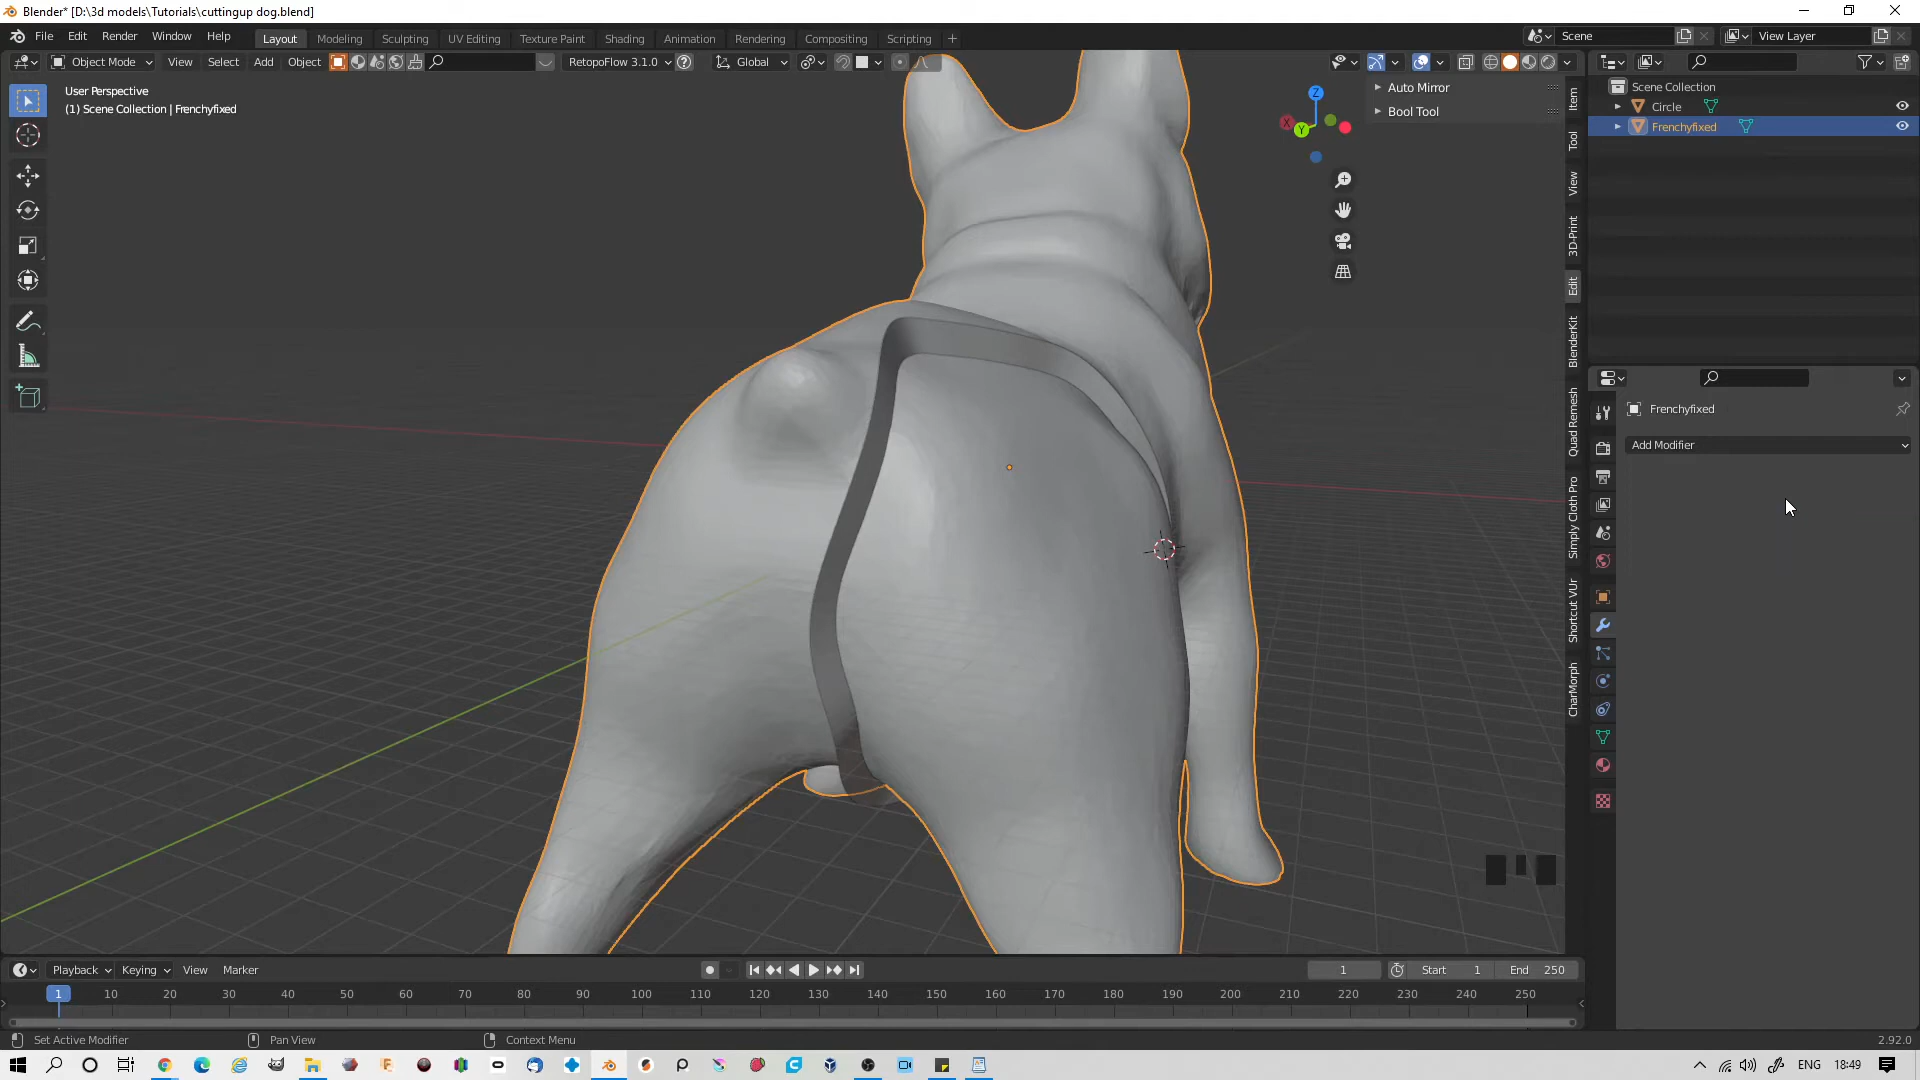 Blender* [D:\3d models\Tutorials\cuttingup dog.blend]
File Edit Render Window Help Layout Modeling Sculpting UV Editing Texture Paint Shading Animation Rendering Compositing Scripting Scene View Layer
Object Mode View Select Add Object RetopoFlow 3.1.0 Global
User Perspective
(1) Scene Collection | Frenchyfixed
Auto Mirror
Bool Tool
Z
X
Y
Item
Tool
View
3D-Print
Edit
BlenderKit
Quad Remesh
Simply Cloth Pro
Shortcut VUr
CharMorph
Scene Collection
Circle
Frenchyfixed
Frenchyfixed
Add Modifier
Playback Keying View Marker 1 Start 1 End 250
1 10 20 30 40 50 60 70 80 90 100 110 120 130 140 150 160 170 180 190 200 210 220 230 240 250
Set Active Modifier Pan View Context Menu 2.92.0
ENG 18:49